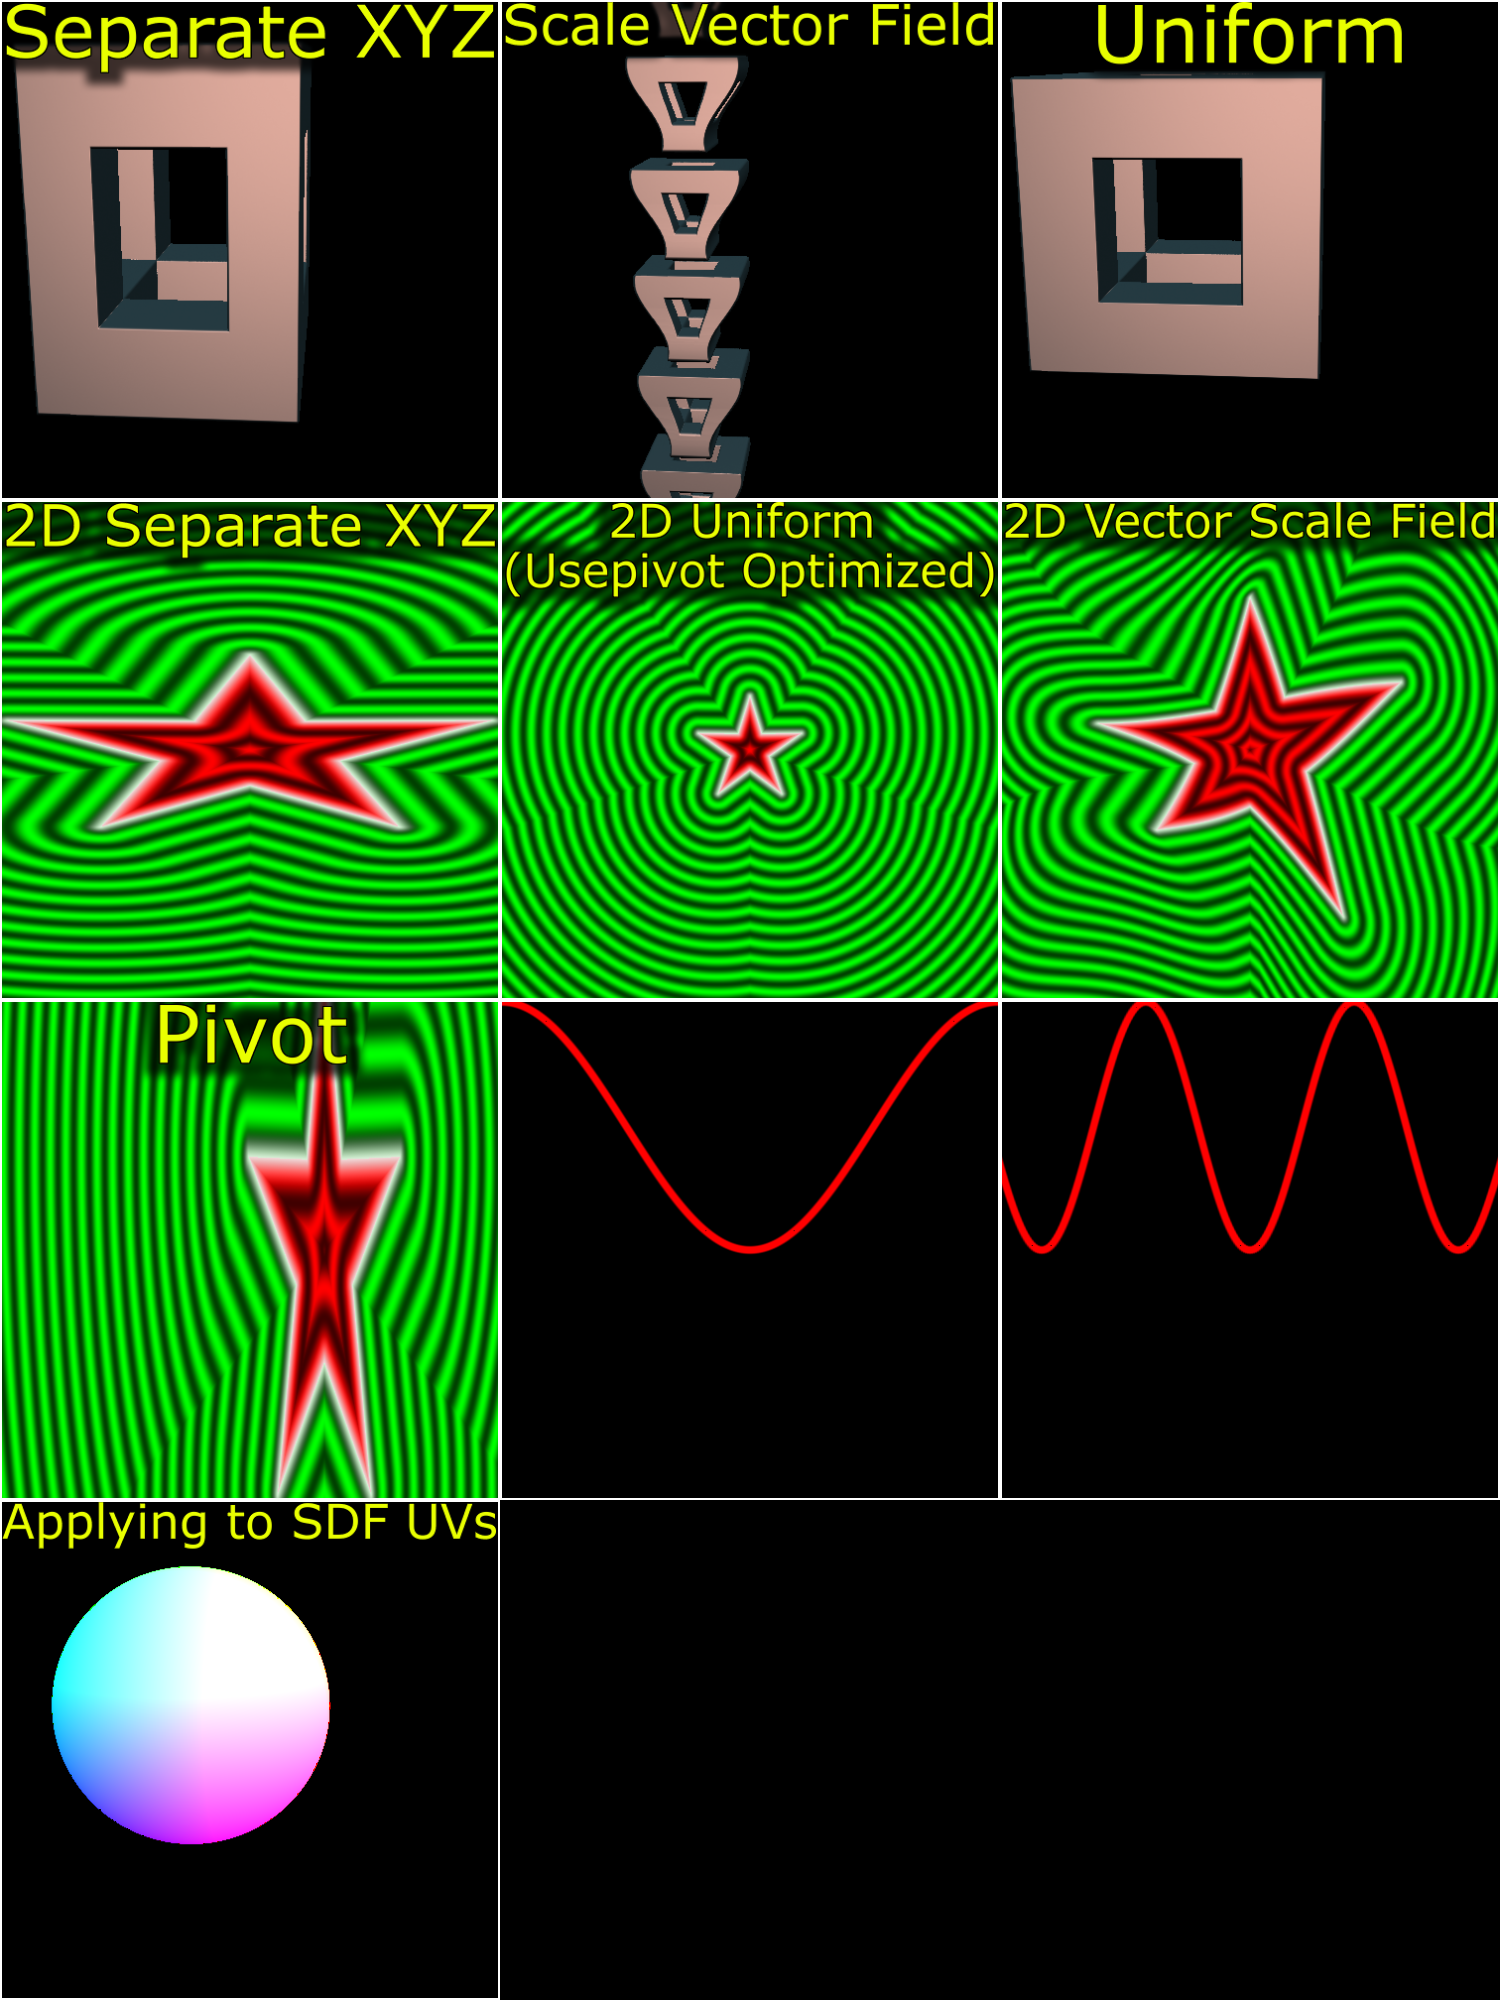 Separate XYZ
Scale Vector Field
Uniform
2D Separate XYZ
2D Uniform
(Usepivot Optimized)
2D Vector Scale Field
Pivot
Applying to SDF UVs